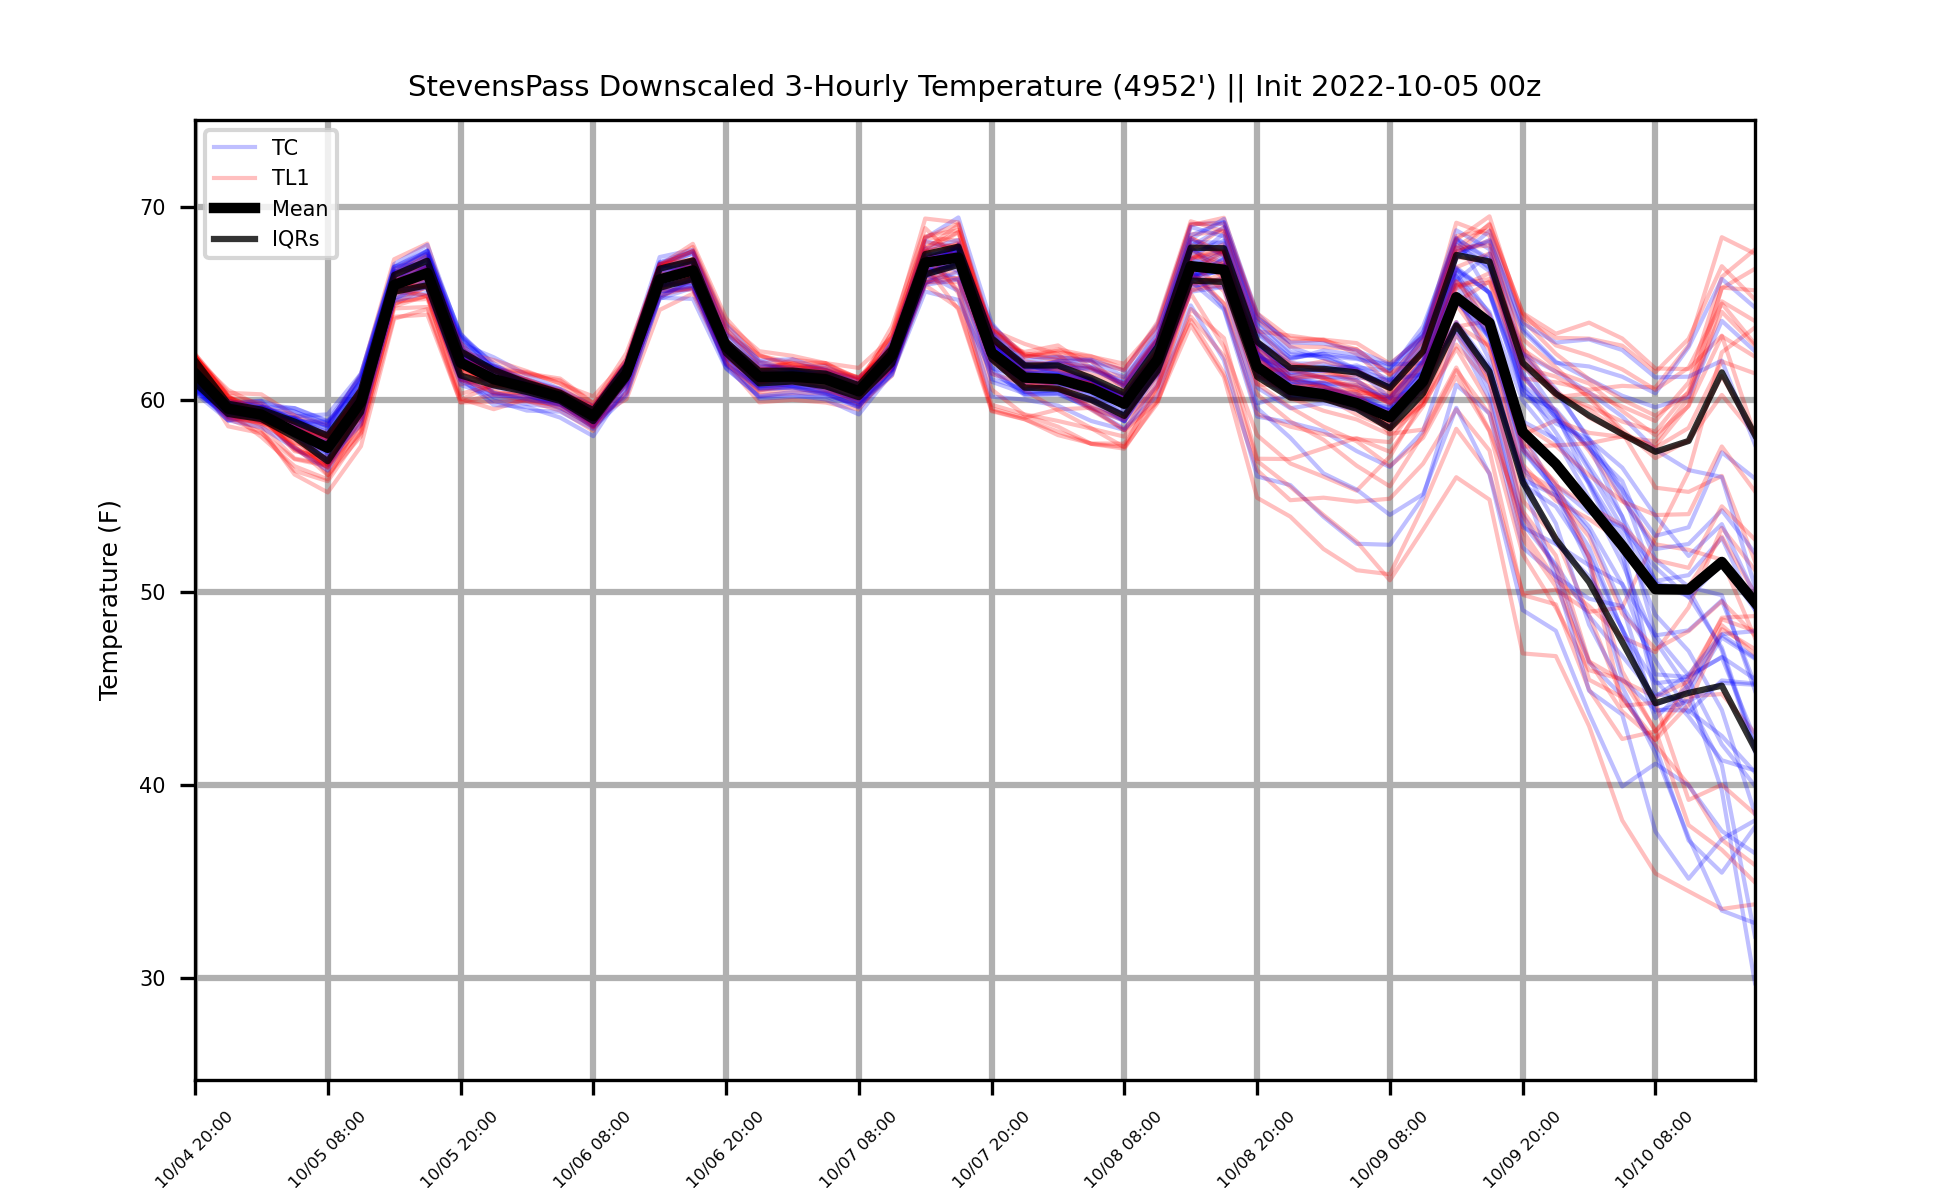 StevensPass Downscaled 3-Hourly Temperature (4952') || Init 2022-10-05 00z
TC
TL1
Mean
IQRs
Temperature (F)
70
60
50
40
30
10/04 20:00
10/05 08:00
10/05 20:00
10/06 08:00
10/06 20:00
10/07 08:00
10/07 20:00
10/08 08:00
10/08 20:00
10/09 08:00
10/09 20:00
10/10 08:00